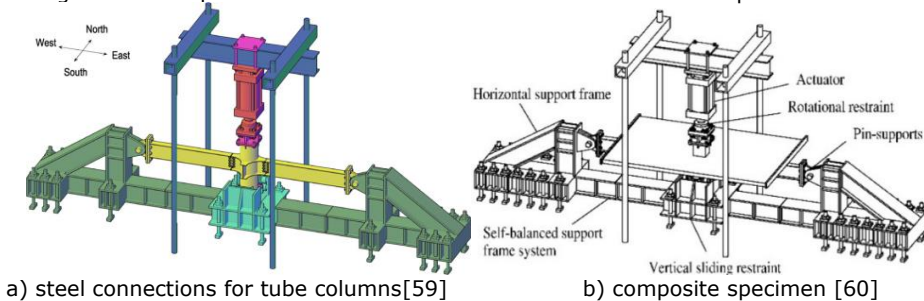 North
West
East
South
Actuator
Horizontal support frame
Rotational restraint
Pin-supports
Self-balanced support
frame system
Vertical sliding restraint
a) steel connections for tube columns[59]
b) composite specimen [60]